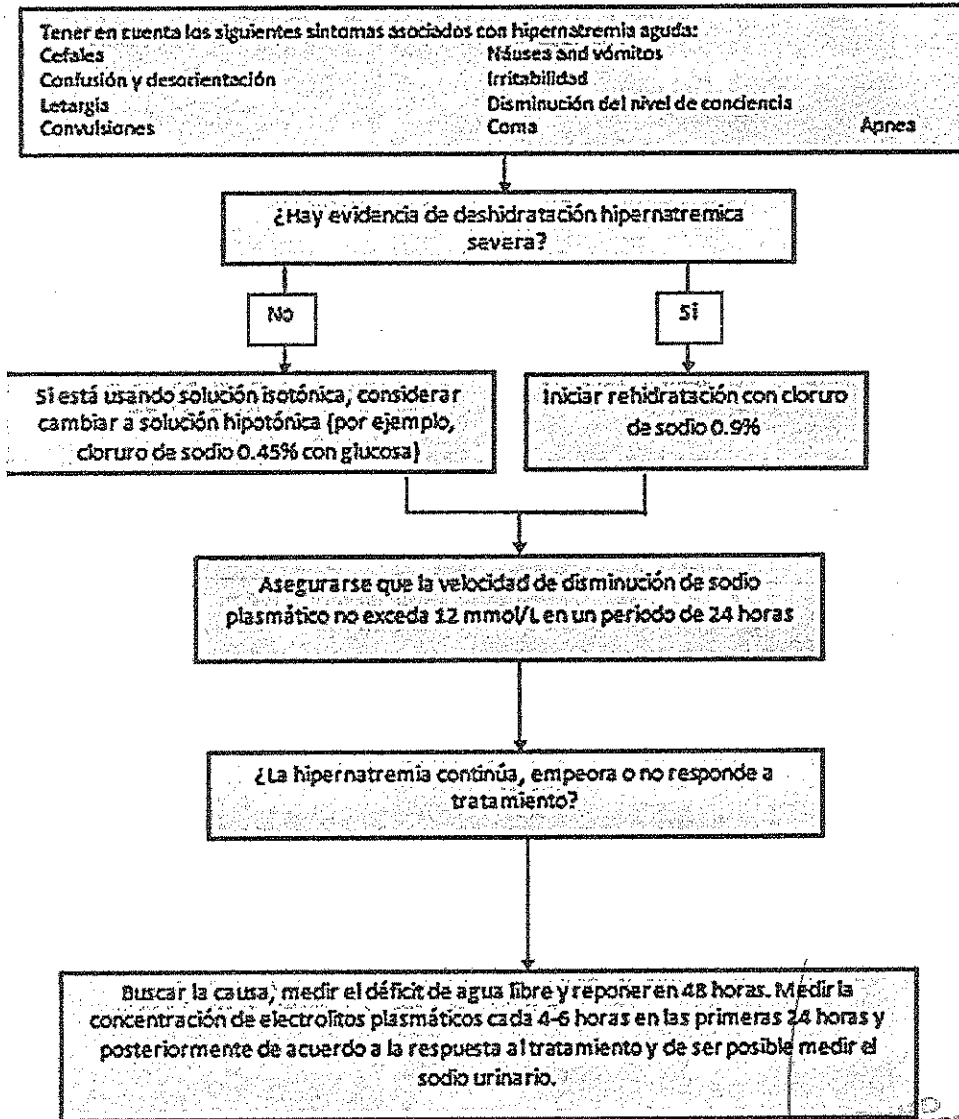 Tener en cuenta los siguientes sintomas asociados con hipernatremia aguda:
Cefalea Náusea and vómitos
Confusión y desorientación Irritabilidad
Letargia Disminución del nivel de conciencia
Convulsiones Coma Apnea
¿Hay evidencia de deshidratación hipernatremica
severa?
No
Si
Si está usando solución isotónica, considerar
cambiar a solución hipotónica (por ejemplo,
cloruro de sodio 0.45% con glucosa)
Iniciar rehidratación con cloruro
de sodio 0.9%
Asegurarse que la velocidad de disminución de sodio
plasmático no exceda 12 mmol/L en un periodo de 24 horas
¿La hipernatremia continúa, empeora o no responde a
tratamiento?
Buscar la causa, medir el déficit de agua libre y reponer en 48 horas. Medir la
concentración de electrolitos plasmáticos cada 4-6 horas en las primeras 24 horas y
posteriormente de acuerdo a la respuesta al tratamiento y de ser posible medir el
sodio urinario.